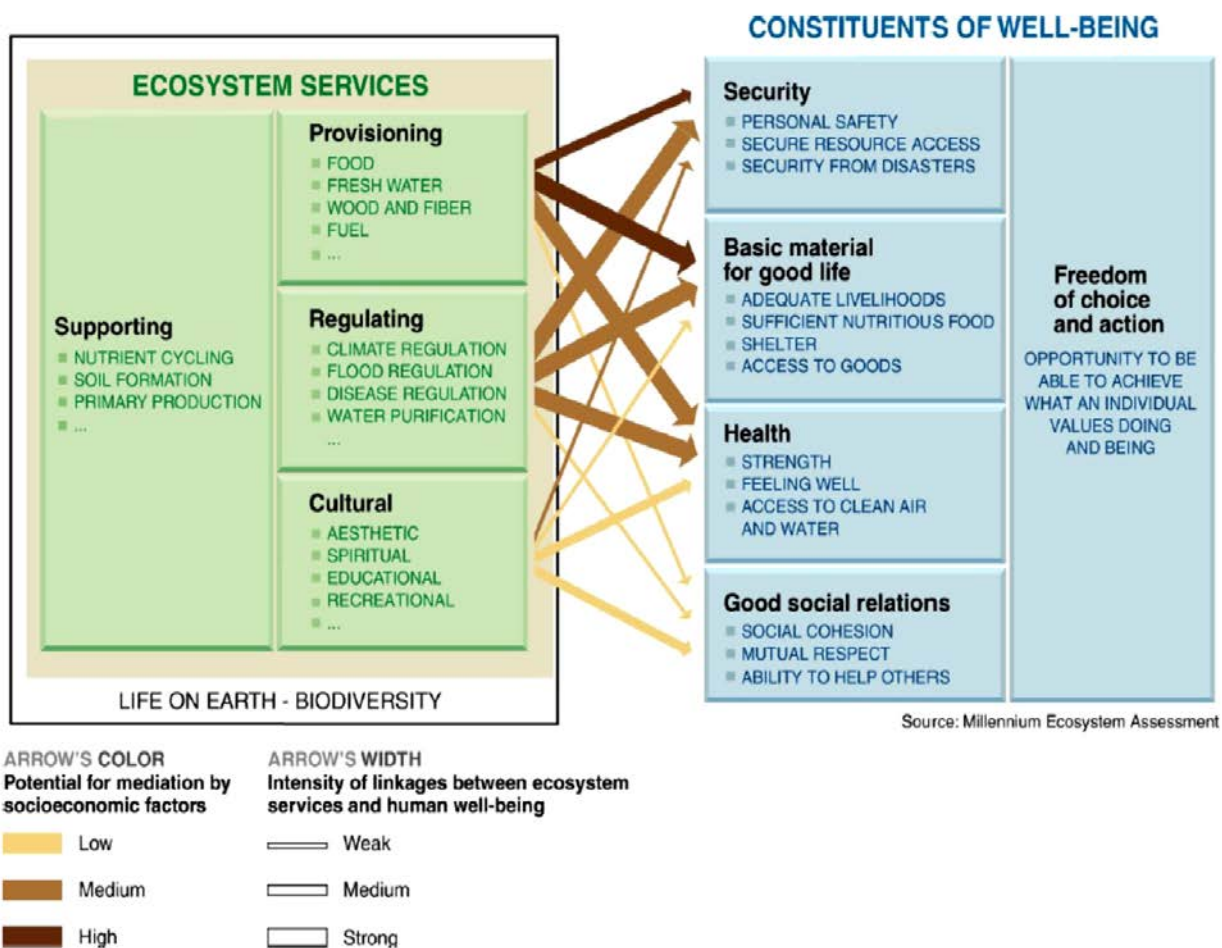 CONSTITUENTS OF WELL-BEING
ECOSYSTEM SERVICES
Supporting
NUTRIENT CYCLING
SOIL FORMATION
PRIMARY PRODUCTION
...
Provisioning
FOOD
FRESH WATER
WOOD AND FIBER
FUEL
...
Regulating
CLIMATE REGULATION
FLOOD REGULATION
DISEASE REGULATION
WATER PURIFICATION
...
Cultural
AESTHETIC
SPIRITUAL
EDUCATIONAL
RECREATIONAL
...
LIFE ON EARTH - BIODIVERSITY
Security
PERSONAL SAFETY
SECURE RESOURCE ACCESS
SECURITY FROM DISASTERS
Basic material
for good life
ADEQUATE LIVELIHOODS
SUFFICIENT NUTRITIOUS FOOD
SHELTER
ACCESS TO GOODS
Health
STRENGTH
FEELING WELL
ACCESS TO CLEAN AIR
AND WATER
Good social relations
SOCIAL COHESION
MUTUAL RESPECT
ABILITY TO HELP OTHERS
Freedom
of choice
and action
OPPORTUNITY TO BE
ABLE TO ACHIEVE
WHAT AN INDIVIDUAL
VALUES DOING
AND BEING
Source: Millennium Ecosystem Assessment
ARROW'S COLOR
Potential for mediation by
socioeconomic factors
Low
Medium
High
ARROW'S WIDTH
Intensity of linkages between ecosystem
services and human well-being
Weak
Medium
Strong